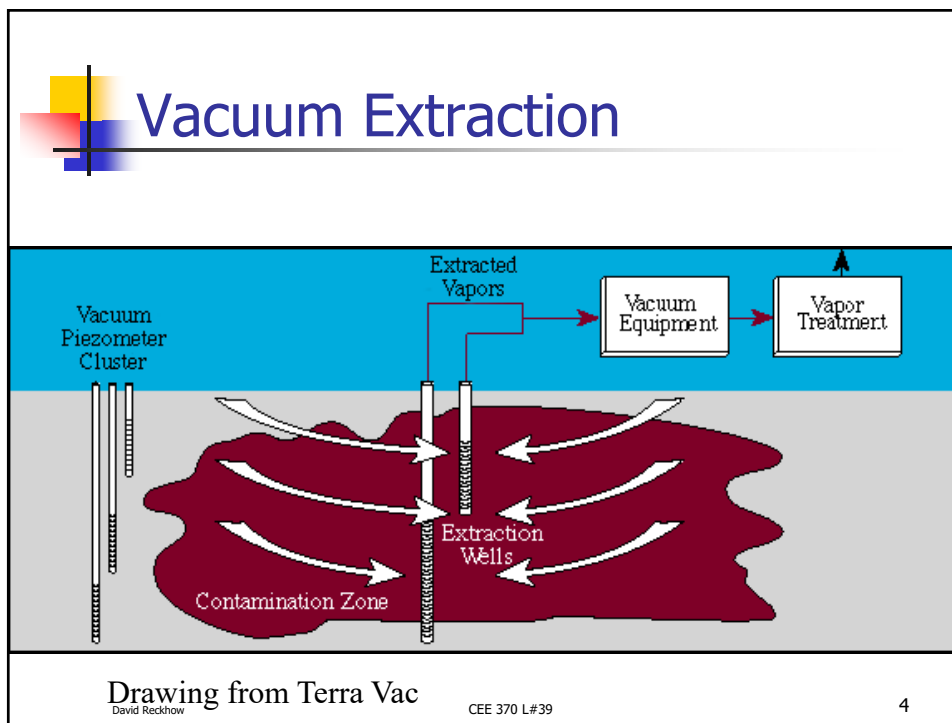 Vacuum Extraction
Extracted
Vapors
Vacuum
Piezometer
Cluster
Vacuum
Equipment
Vapor
Treatment
Extraction
Wells
Contamination Zone
Drawing from Terra Vac
David Reckhow
CEE 370 L#39
4